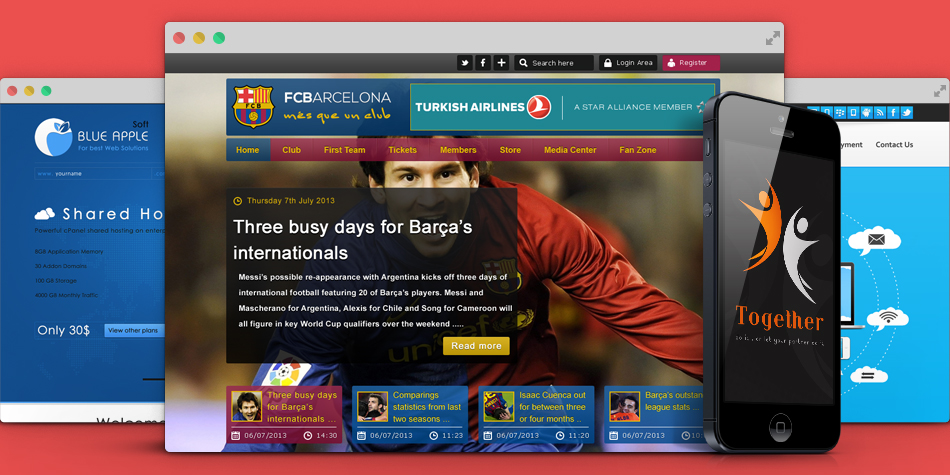 Search here
Login Area
Register
FCB
FCBARCELONA
més que un club
TURKISH AIRLINES
A STAR ALLIANCE MEMBER
Home
Club
First Team
Tickets
Members
Store
Media Center
Fan Zone
Thursday 7th July 2013
Three busy days for Barça's
internationals
Messi's possible re-appearance with Argentina kicks off three days of
international football featuring 20 of Barça's players. Messi and
Mascherano for Argentina, Alexis for Chile and Song for Cameroon will
all figure in key World Cup qualifiers over the weekend .....
Read more
unicef
Three busy days
for Barça's
internationals ...
06/07/2013
14:30
Comparings
statistics from last
two seasons ...
06/07/2013
11:23
Isaac Cuenca out
for between three
or four months ..
06/07/2013
11:20
Barça's outstan
league stats ...
06/07/2013
10:
Soft
BLUE APPLE
For best Web Solutions
www.
yourname
Shared Ho
Powerful cPanel shared hosting on enter
8GB Application Memory
30 Addon Domains
100 GB Storage
4000 GB Monthly Traffic
Only 30$
View other plans
Welcome
Together
yment
Contact Us